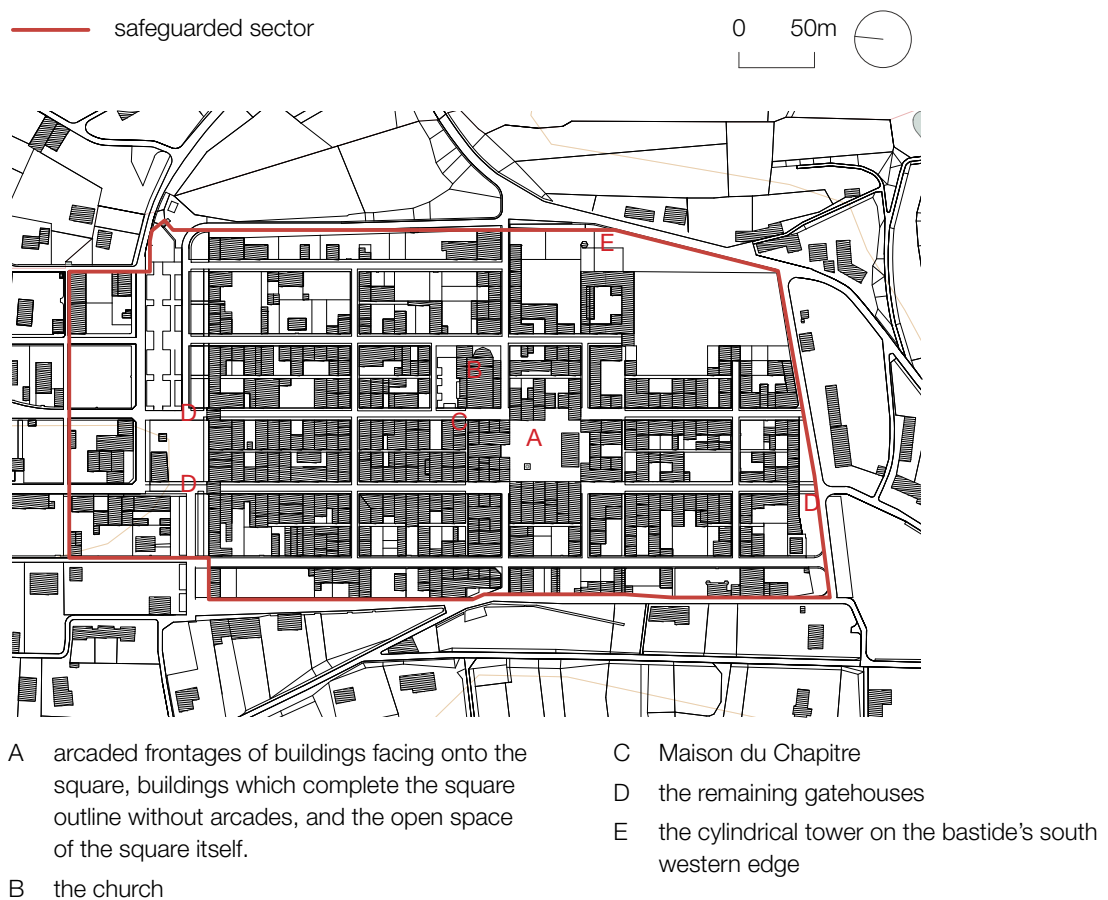 safeguarded sector
0 50m
E
B
D
C
A
D
D
A arcaded frontages of buildings facing onto the
square, buildings which complete the square
outline without arcades, and the open space
of the square itself.
B the church
C Maison du Chapitre
D the remaining gatehouses
E the cylindrical tower on the bastide's south
western edge